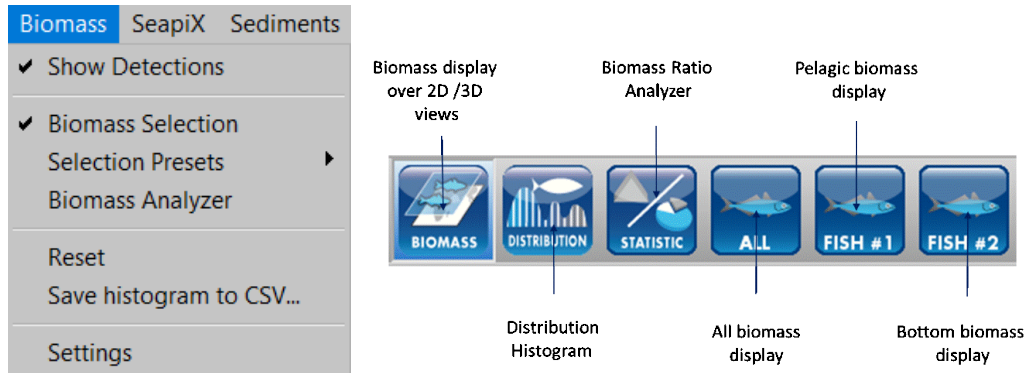 Biomass SeapiX Sediments
Show Detections
Biomass Selection
Selection Presets
Biomass Analyzer
Reset
Save histogram to CSV...
Settings
Biomass display
over 2D /3D
views
Biomass Ratio
Analyzer
Pelagic biomass
display
BIOMASS
DISTRIBUTION
STATISTIC
ALL
FISH #1
FISH #2
Distribution
Histogram
All biomass
display
Bottom biomass
display